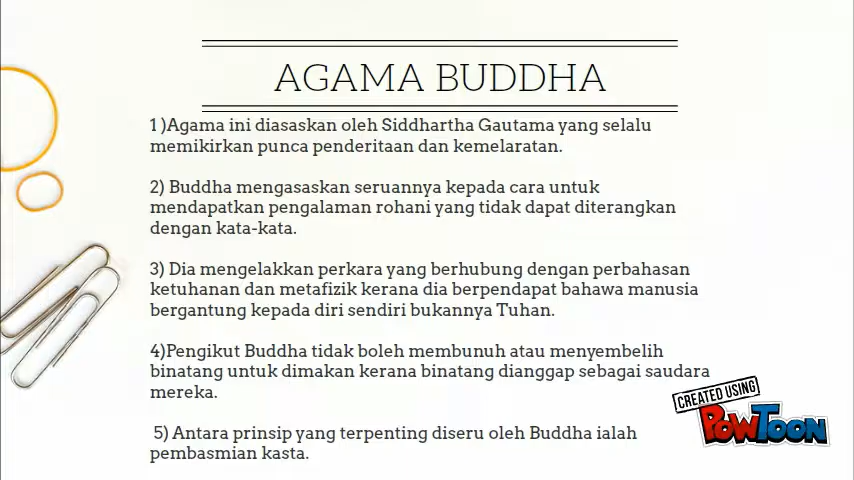 AGAMA BUDDHA
1 )Agama ini diasaskan oleh Siddhartha Gautama yang selalu
memikirkan punca penderitaan dan kemelaratan.
2) Buddha mengasaskan seruannya kepada cara untuk
mendapatkan pengalaman rohani yang tidak dapat diterangkan
dengan kata-kata.
3) Dia mengelakkan perkara yang berhubung dengan perbahasan
ketuhanan dan metafizik kerana dia berpendapat bahawa manusia
bergantung kepada diri sendiri bukannya Tuhan.
4)Pengikut Buddha tidak boleh membunuh atau menyembelih
binatang untuk dimakan kerana binatang dianggap sebagai saudara
mereka.
5) Antara prinsip yang terpenting diseru oleh Buddha ialah
pembasmian kasta.
CREATED USING
POWTOON